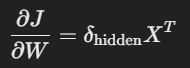 ∂J/∂W = δ_hidden X^T